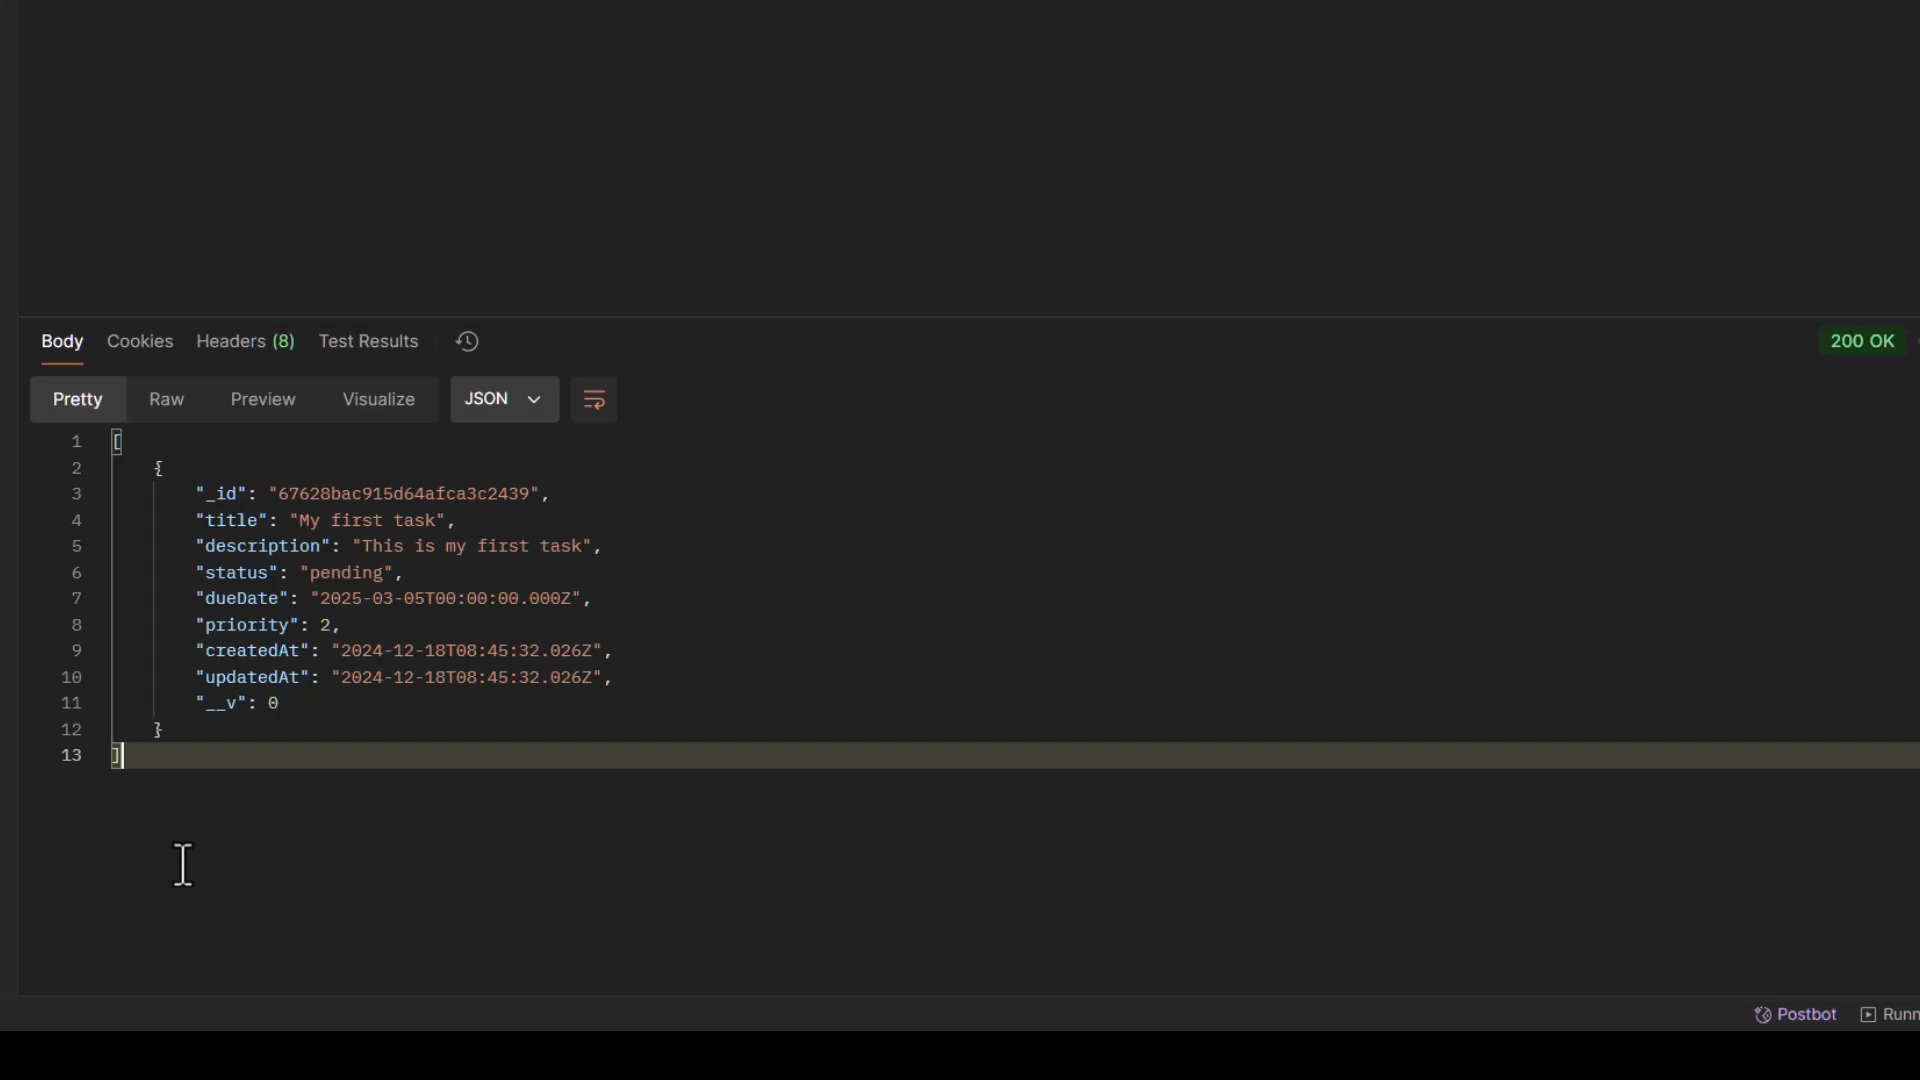 Body Cookies Headers (8) Test Results 200 OK
Pretty Raw Preview Visualize JSON
1 [
2 {
3 "_id": "67628bac915d64afca3c2439",
4 "title": "My first task",
5 "description": "This is my first task",
6 "status": "pending",
7 "dueDate": "2025-03-05T00:00:00.000Z",
8 "priority": 2,
9 "createdAt": "2024-12-18T08:45:32.026Z",
10 "updatedAt": "2024-12-18T08:45:32.026Z",
11 "__v": 0
12 }
13 ]
Postbot Runn